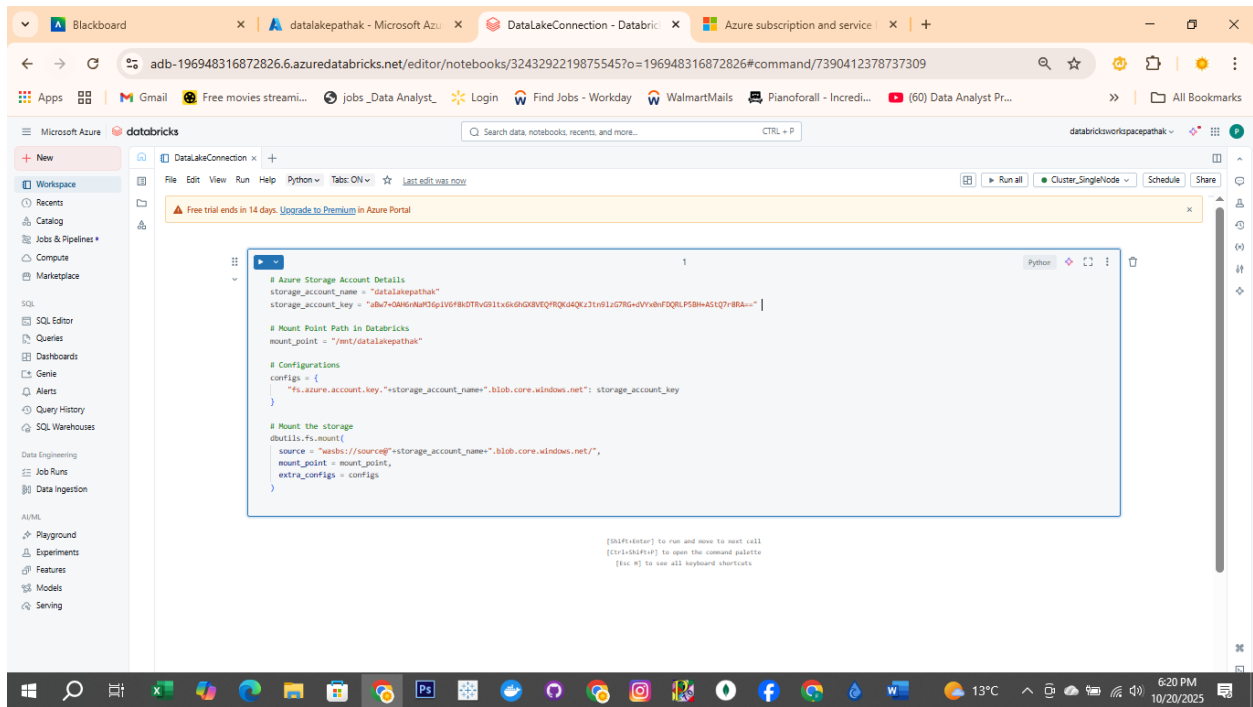 Blackboard
datalakepathak - Microsoft Azu
DataLakeConnection - Databric
Azure subscription and service
adb-196948316872826.6.azuredatabricks.net/editor/notebooks/3243292219875545?o=196948316872826#command/7390412378737309
Apps
Gmail
Free movies streami...
jobs _Data Analyst_
Login
Find Jobs - Workday
WalmartMails
Pianoforall - Incredi...
(60) Data Analyst Pr...
All Bookmarks
Microsoft Azure
databricks
Search data, notebooks, recents, and more...
CTRL + P
databricksworkspacepathak
P
New
Workspace
Recents
Catalog
Jobs & Pipelines
Compute
Marketplace
SQL
SQL Editor
Queries
Dashboards
Genie
Alerts
Query History
SQL Warehouses
Data Engineering
Job Runs
Data Ingestion
AI/ML
Playground
Experiments
Features
Models
Serving
DataLakeConnection
File Edit View Run Help Python Tabs: ON Last edit was now
Run all
Cluster_SingleNode
Schedule
Share
Free trial ends in 14 days. Upgrade to Premium in Azure Portal
1
Python
# Azure Storage Account Details
storage_account_name = "datalakepathak"
storage_account_key =
# Mount Point Path in Databricks
mount_point = "/mnt/datalakepathak"
# Configurations
configs = {
"fs.azure.account.key."+storage_account_name+".blob.core.windows.net": storage_account_key
}
# Mount the storage
dbutils.fs.mount(
source = "wasbs://source@"+storage_account_name+".blob.core.windows.net/",
mount_point = mount_point,
extra_configs = configs
)
[Shift+Enter] to run and move to next cell
[Ctrl+Shift+P] to open the command palette
[Esc H] to see all keyboard shortcuts
Ps
13°C
6:20 PM
10/20/2025